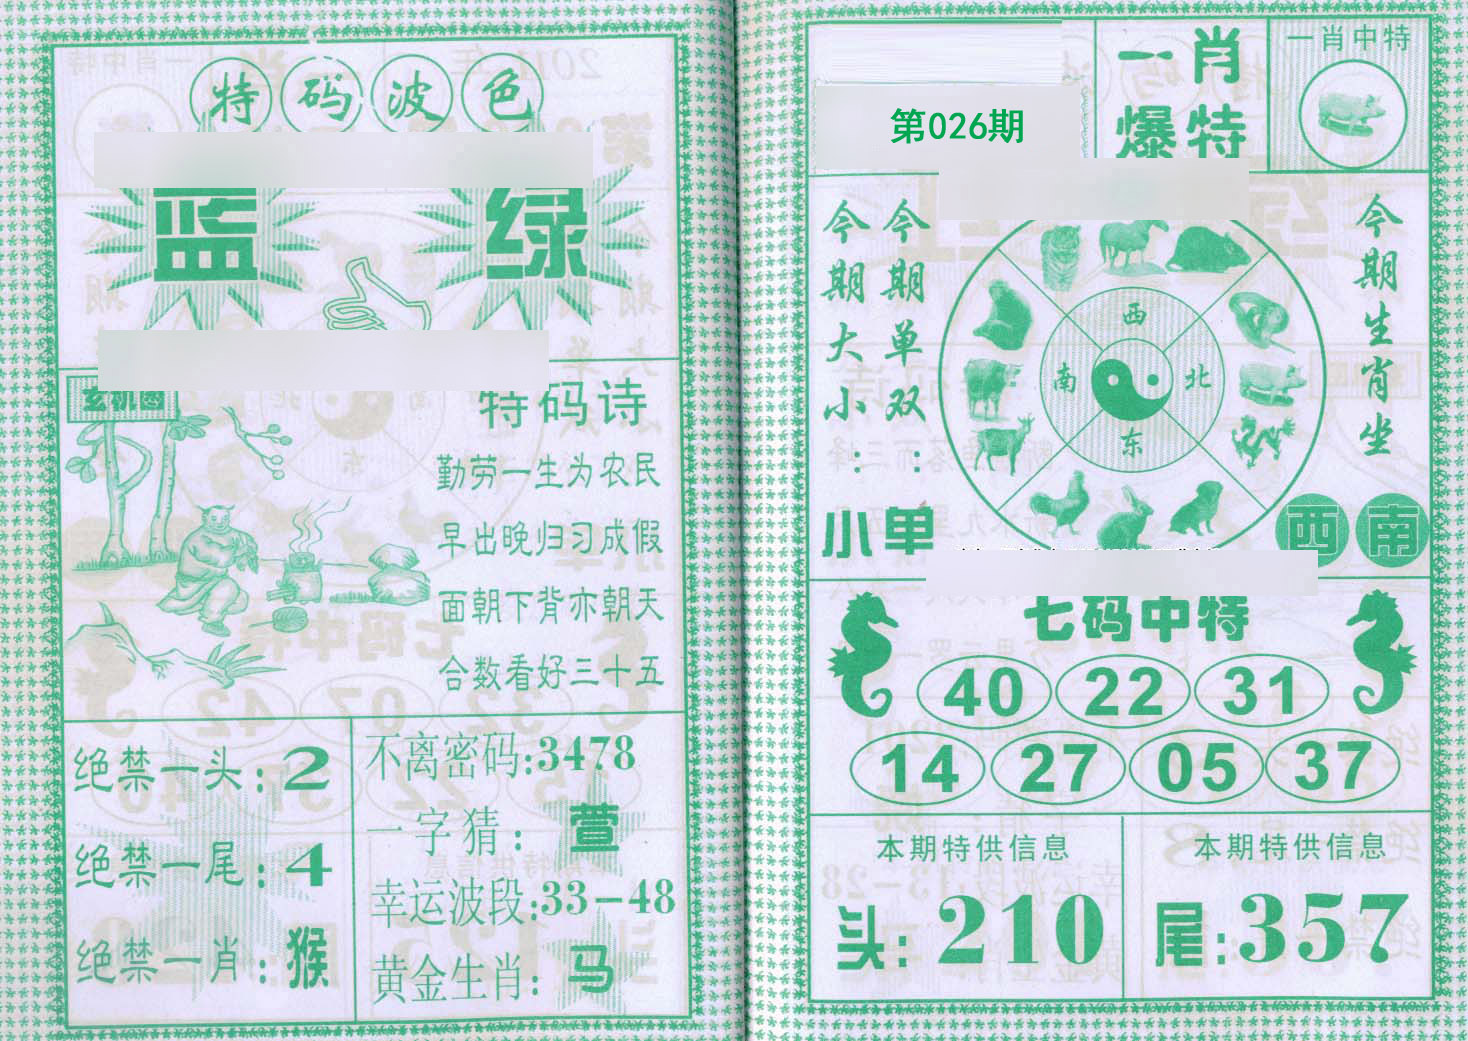 特码波色
蓝 绿
玄机图
特码诗
勤劳一生为农民
早出晚归习成假
面朝下背亦朝天
合数看好三十五
绝禁一头:2
绝禁一尾:4
绝禁一肖:猴
不离密码:3478
一字猜:萱
幸运波段:33-48
黄金生肖:马
第026期
一肖
爆特
一肖中特
今期大小:小
今期单双:单
西
南 北
东
今期生肖坐
西南
七码中特
40 22 31
14 27 05 37
本期特供信息
头:210
本期特供信息
尾:357